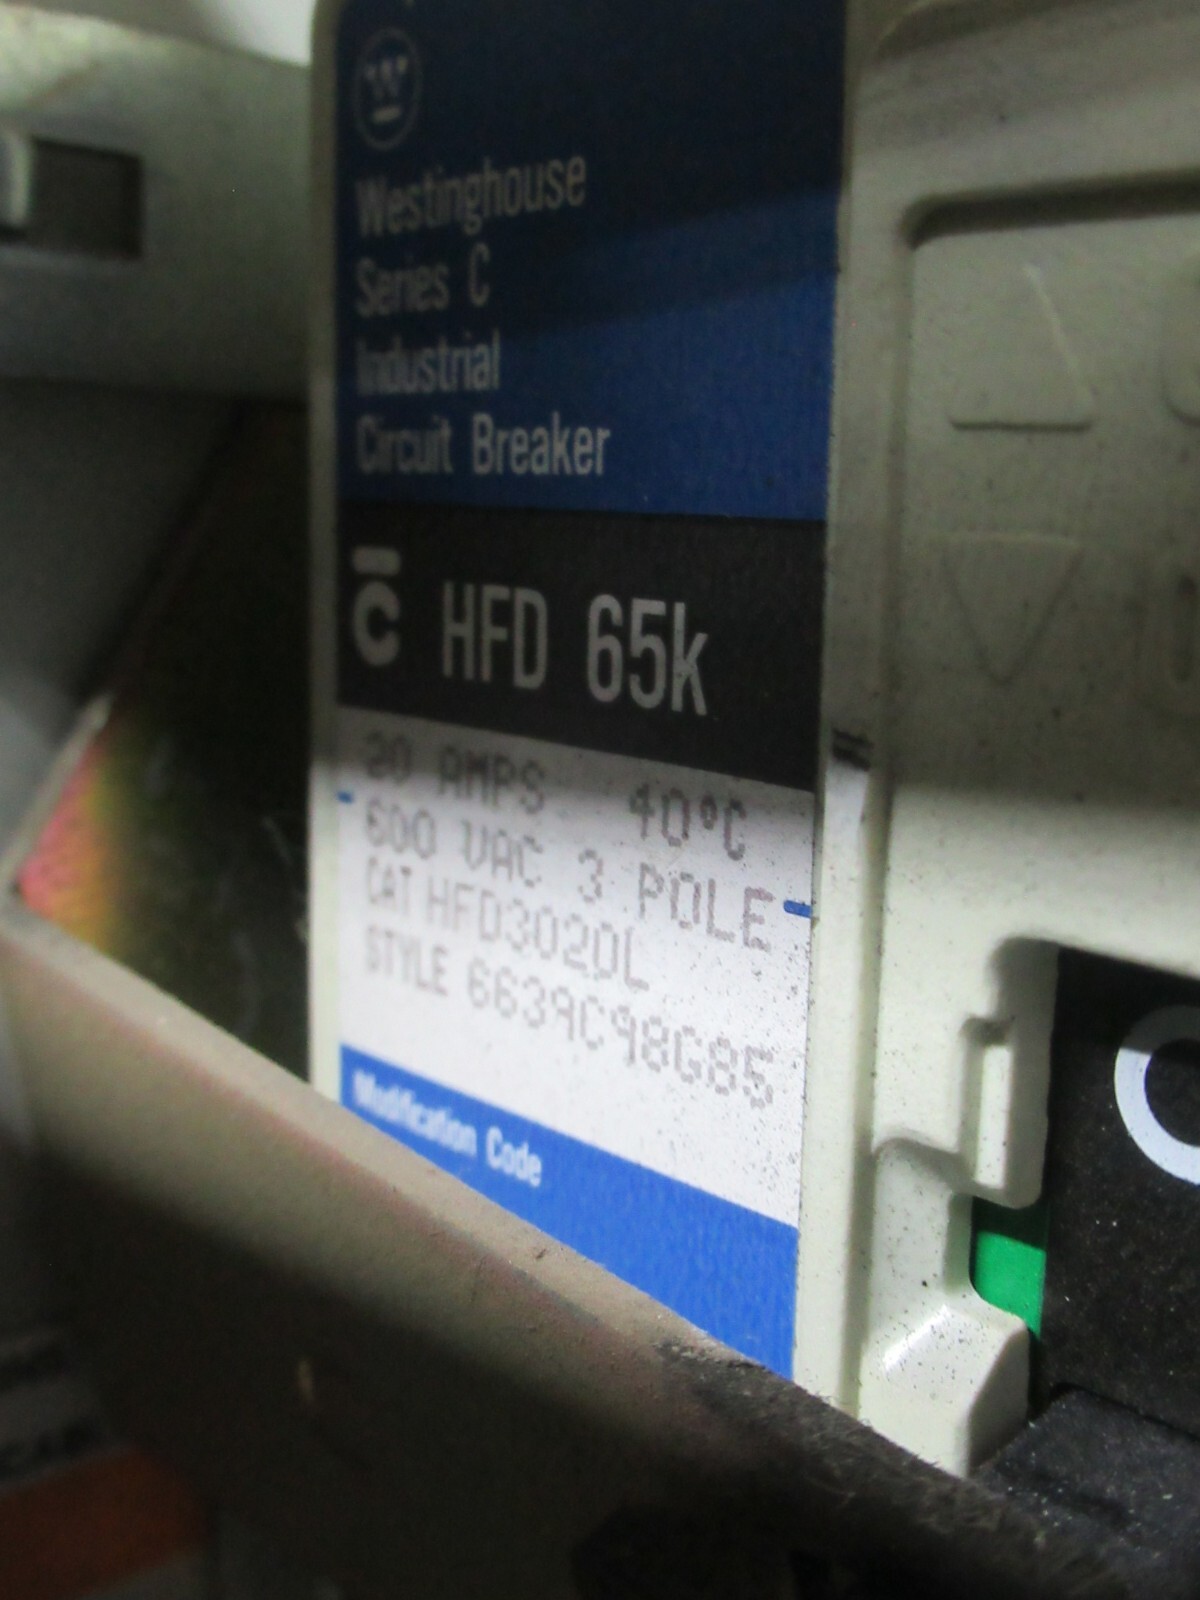 W
Westinghouse
Series C
Industrial
Circuit Breaker
C HFD 65k
20 AMPS 40°C
600 VAC 3 POLE
CAT HFD3020L
STYLE 6639C98G85
Modification Code